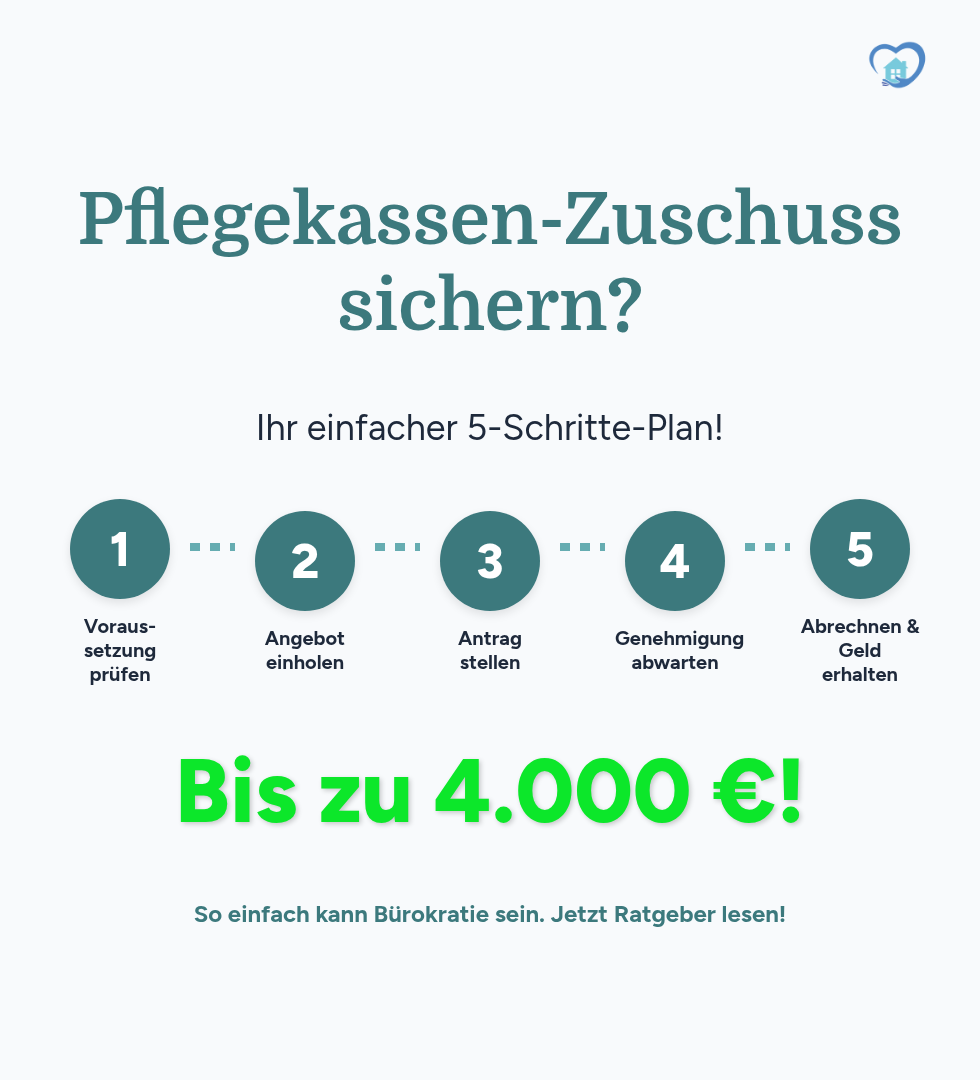 Pflegekassen-Zuschuss
sichern?
Ihr einfacher 5-Schritte-Plan!
1
Voraus-
setzung
prüfen
2
Angebot
einholen
3
Antrag
stellen
4
Genehmigung
abwarten
5
Abrechnen &
Geld
erhalten
Bis zu 4.000 €!
So einfach kann Bürokratie sein. Jetzt Ratgeber lesen!